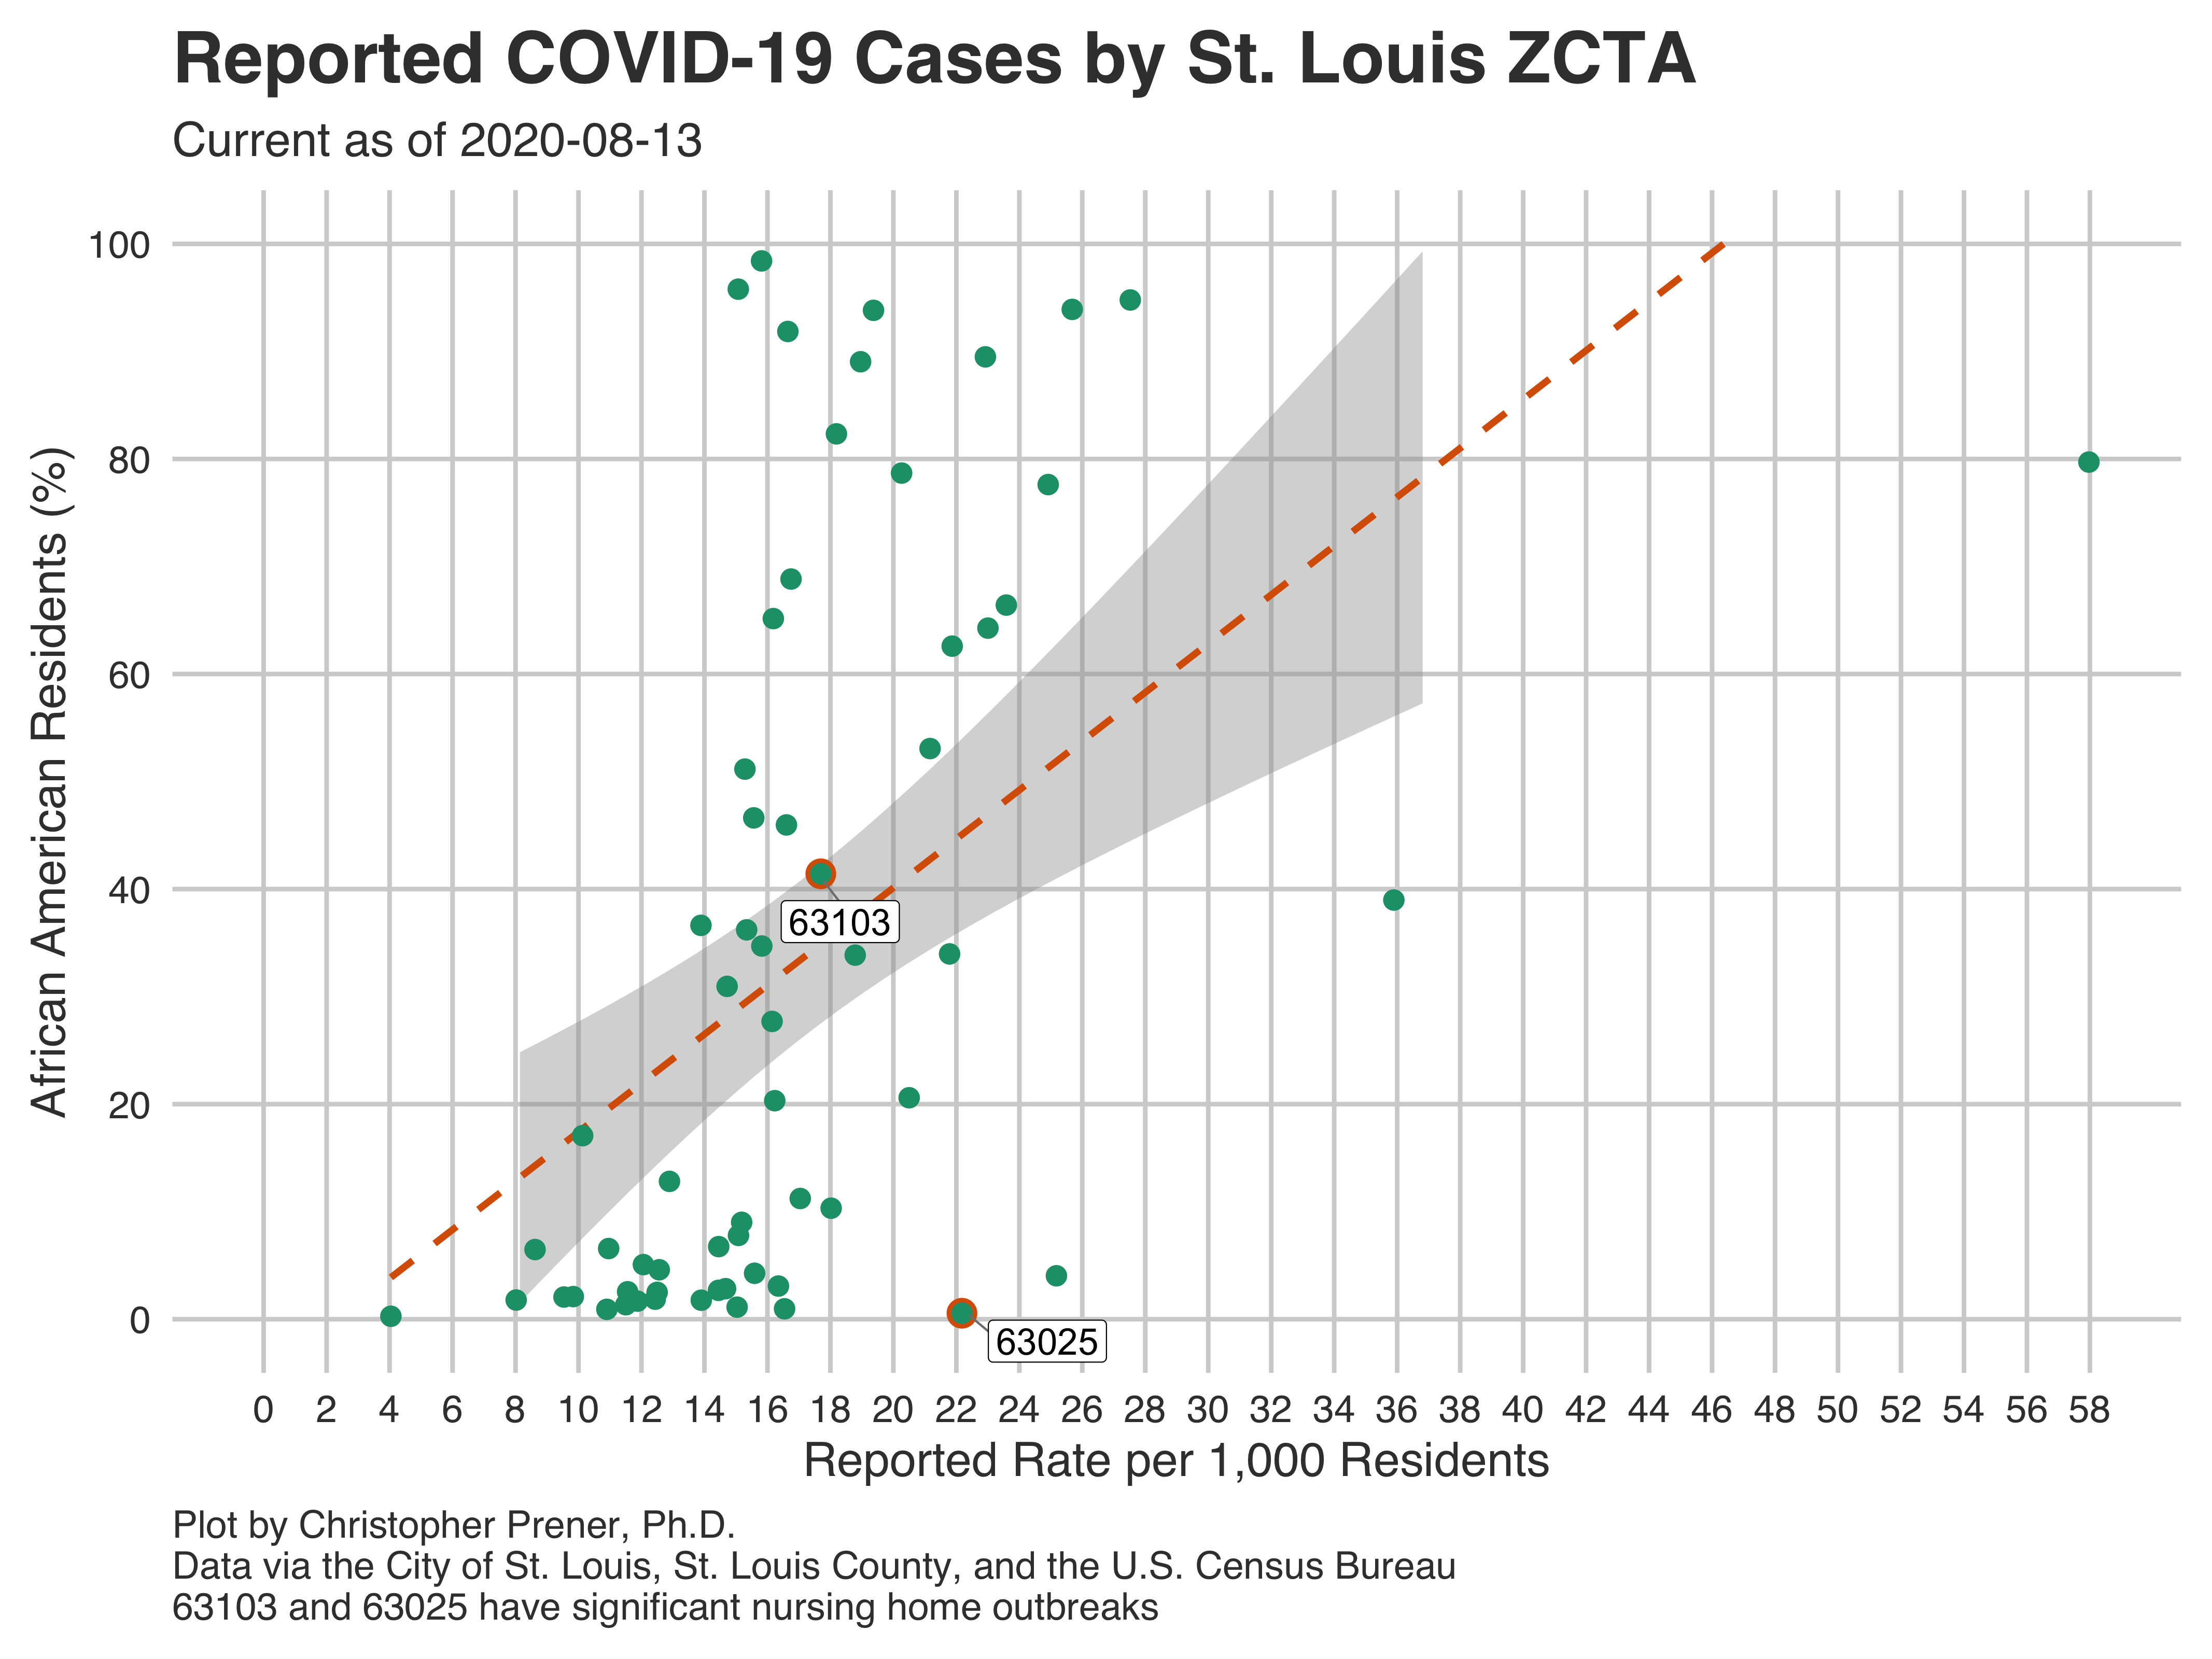 Reported COVID-19 Cases by St. Louis ZCTA
Current as of 2020-08-13
African American Residents (%)
100
80
60
40
20
0
63103
63025
0 2 4 6 8 10 12 14 16 18 20 22 24 26 28 30 32 34 36 38 40 42 44 46 48 50 52 54 56 58
Reported Rate per 1,000 Residents
Plot by Christopher Prener, Ph.D.
Data via the City of St. Louis, St. Louis County, and the U.S. Census Bureau
63103 and 63025 have significant nursing home outbreaks